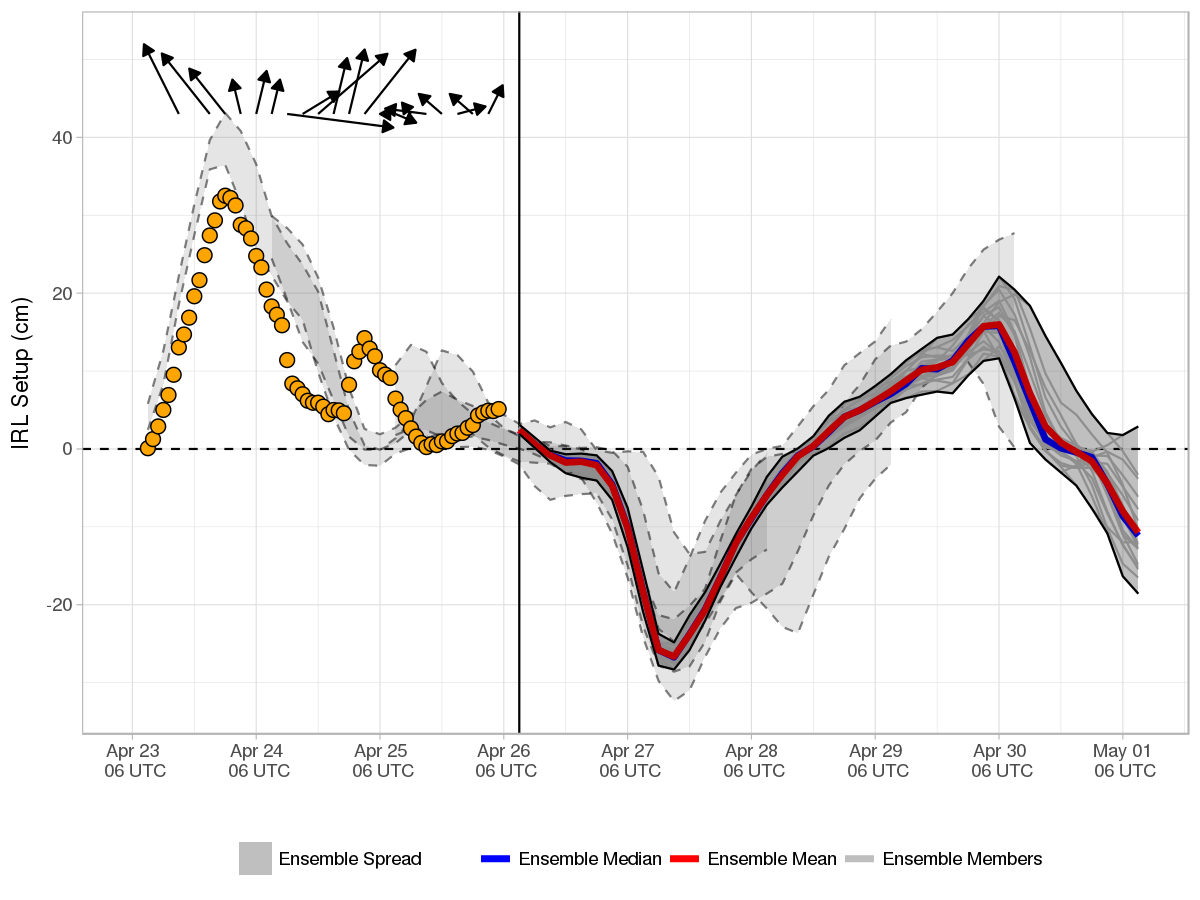 IRL Setup (cm)
40
20
0
-20
Apr 23 Apr 24 Apr 25 Apr 26 Apr 27 Apr 28 Apr 29 Apr 30 May 01
06 UTC 06 UTC 06 UTC 06 UTC 06 UTC 06 UTC 06 UTC 06 UTC 06 UTC
Ensemble Spread Ensemble Median Ensemble Mean Ensemble Members